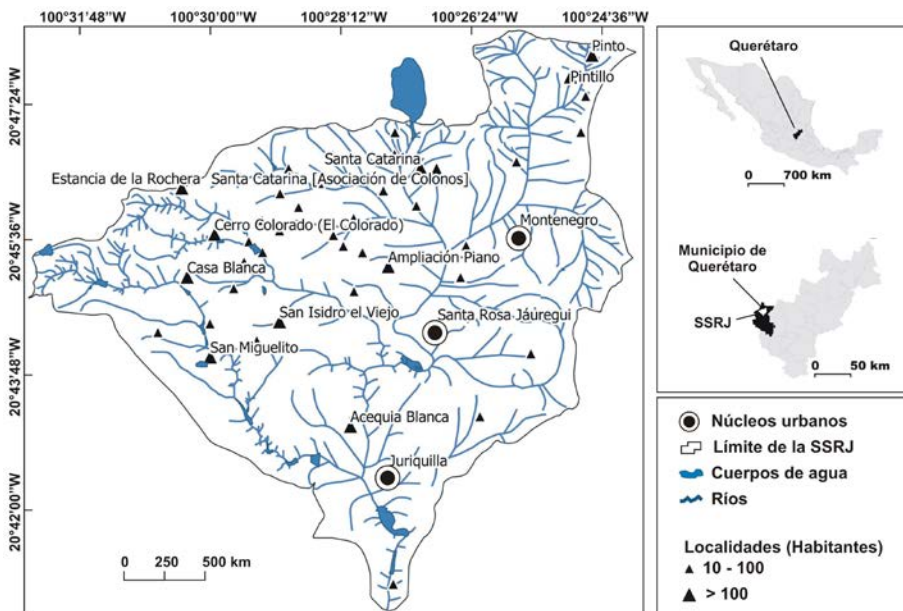 100°31'48"W 100°30'00"W 100°28'12"W 100°26'24"W 100°24'36"W
20°47'24"W
20°45'36"W
20°43'48"W
20°42'00"W
Pinto
Pintillo
Santa Catarina
Estancia de la Rochera
Santa Catarina [Asociación de Colonos]
Montenegro
Cerro Colorado (El Colorado)
Ampliación Piano
Casa Blanca
San Isidro el Viejo
Santa Rosa Jáuregui
San Miguelito
Acequia Blanca
Juriquilla
0 250 500 km
Querétaro
0 700 km
Municipio de
Querétaro
SSRJ
0 50 km
Núcleos urbanos
Límite de la SSRJ
Cuerpos de agua
Ríos
Localidades (Habitantes)
10 - 100
> 100